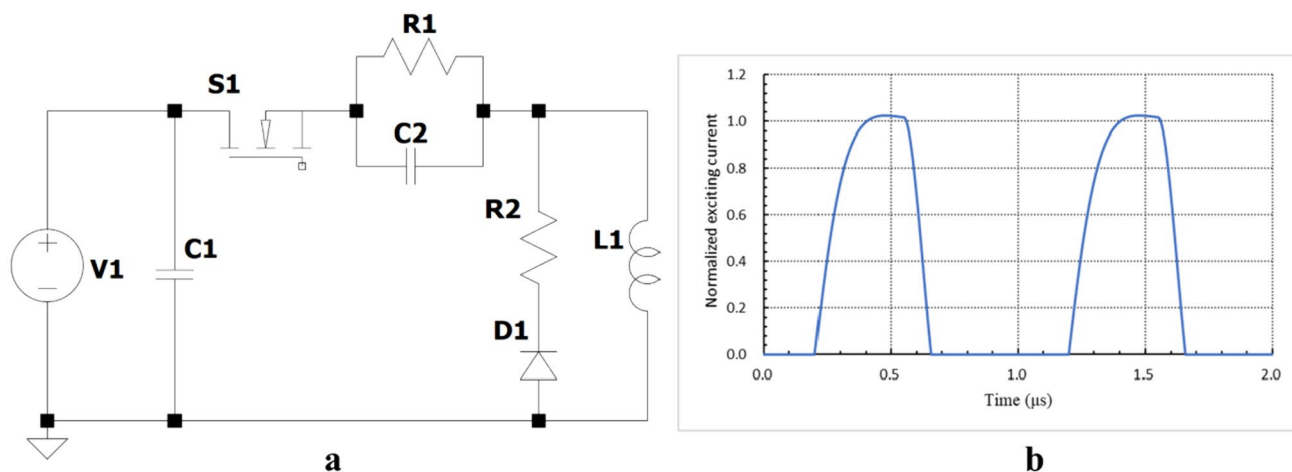 R1
S1
C2
R2
V1
C1
L1
D1
a
Normalized exciting current
1.2
1.0
0.8
0.6
0.4
0.2
0.0
0.0 0.5 1.0 1.5 2.0
Time (μs)
b